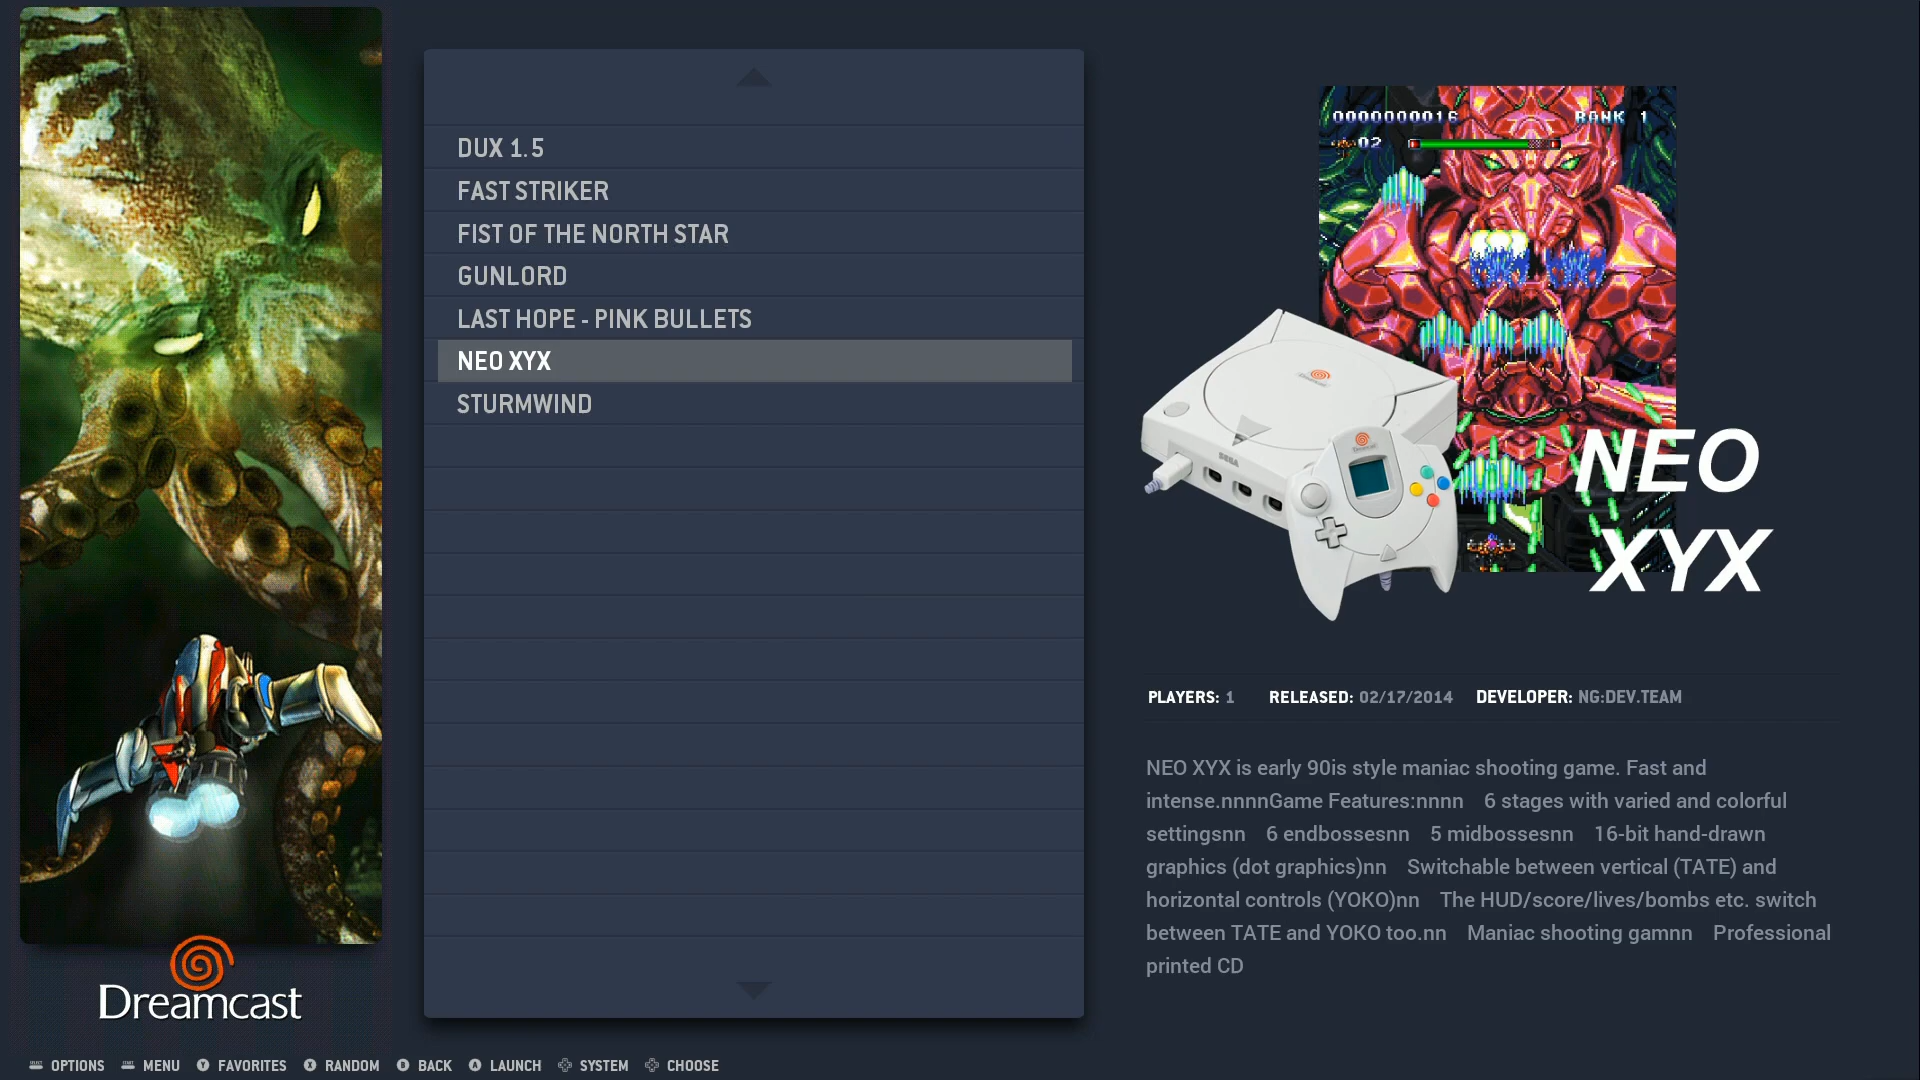 DUX 1.5
FAST STRIKER
FIST OF THE NORTH STAR
GUNLORD
LAST HOPE - PINK BULLETS
NEO XYX
STURMWIND
0000000016
RANK 1
02
Dreamcast
SEGA
NEO
XYX
PLAYERS: 1 RELEASED: 02/17/2014 DEVELOPER: NG:DEV.TEAM
NEO XYX is early 90is style maniac shooting game. Fast and
intense.nnnnGame Features:nnnn 6 stages with varied and colorful
settingsnn 6 endbossesnn 5 midbossesnn 16-bit hand-drawn
graphics (dot graphics)nn Switchable between vertical (TATE) and
horizontal controls (YOKO)nn The HUD/score/lives/bombs etc. switch
between TATE and YOKO too.nn Maniac shooting gamnn Professional
printed CD
Dreamcast
OPTIONS MENU Y FAVORITES X RANDOM B BACK A LAUNCH SYSTEM CHOOSE